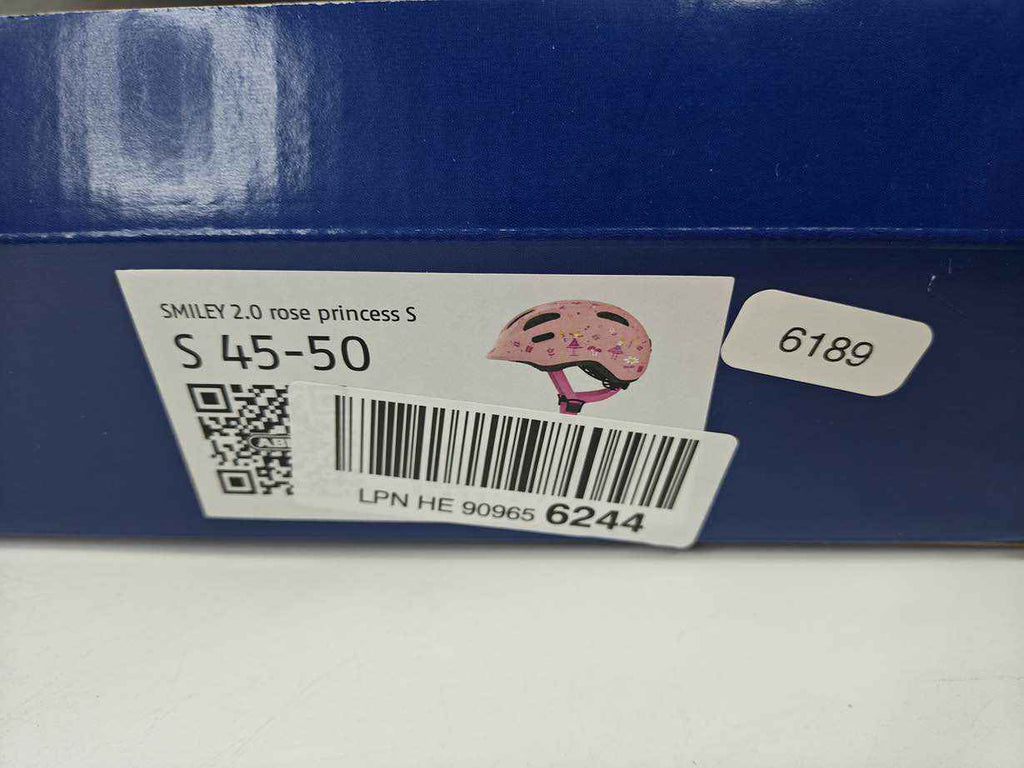 SMILEY 2.0 rose princess S
S 45-50
6189
LPN HE 90965 6244